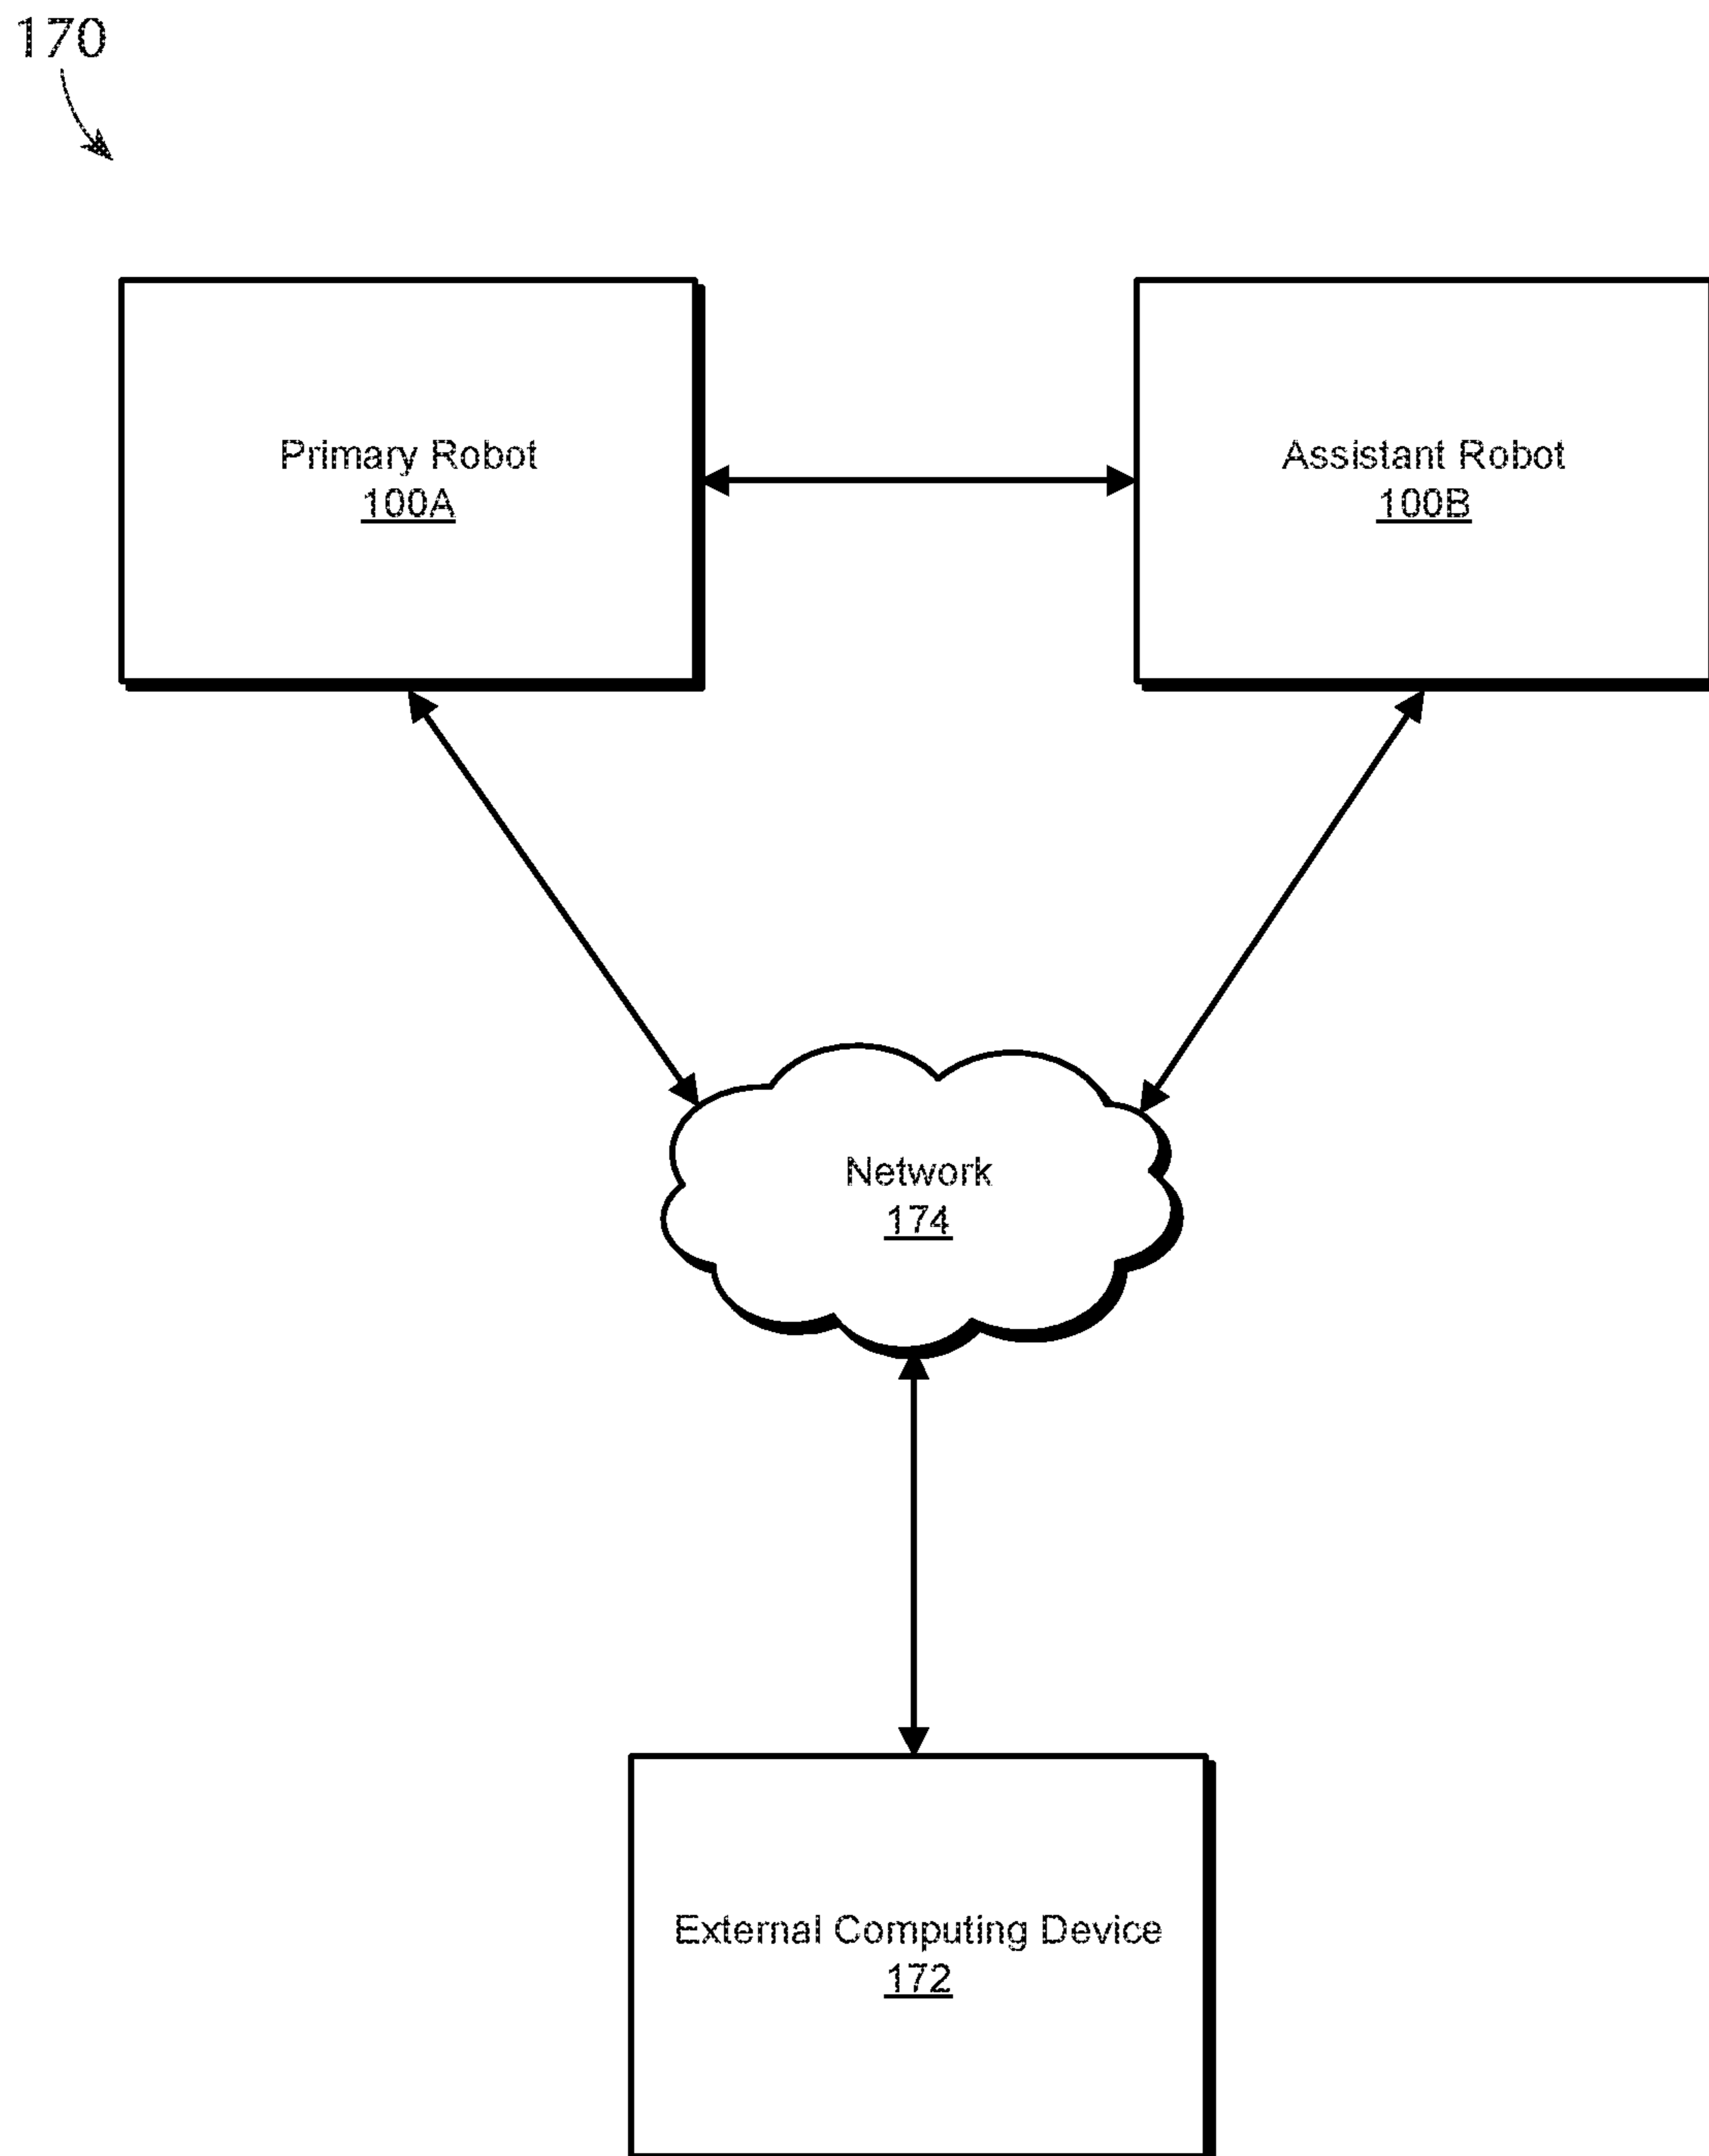 170
Primary Robot
100A
Assistant Robot
100B
Network
174
External Computing Device
172